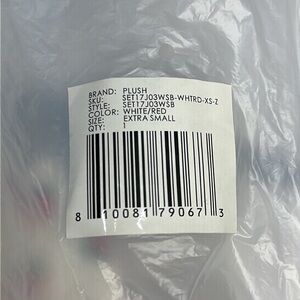 BRAND: PLUSH
SKU: SET17J03WSB-WHTRD-XS-Z
STYLE: SET17J03WSB
COLOR: WHITE/RED
SIZE: EXTRA SMALL
QTY: 1
8 10081 79067 3